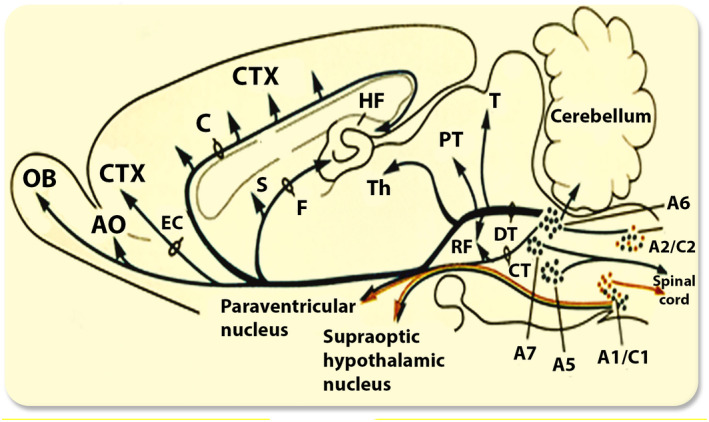 CTX
HF
T
C
Cerebellum
PT
CTX
OB
S
Th
F
A6
AO
EC
DT
RF
A2/C2
CT
Spinal
cord
Paraventricular
nucleus
Supraoptic
hypothalamic
nucleus
A7
A5
A1/C1